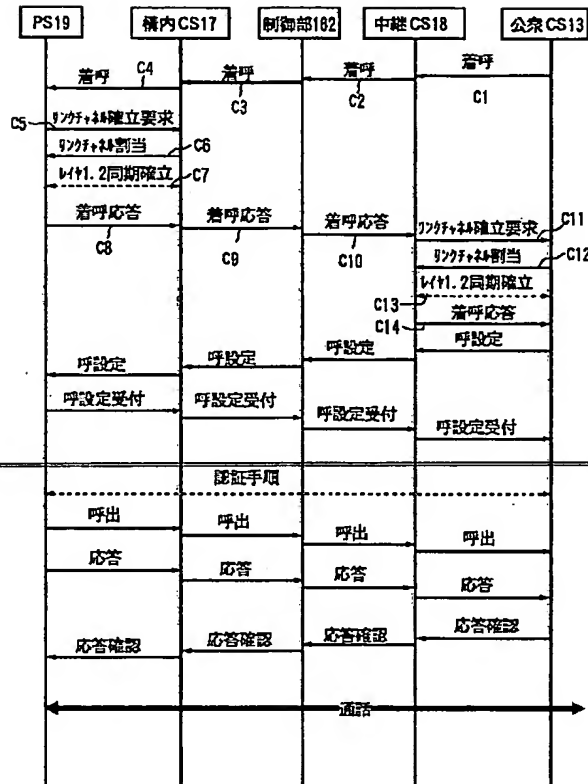 PS19 構内CS17 制御部182 中継CS18 公衆CS13
着呼 C4 着呼 C3 着呼 C2 着呼 C1
C5 リンクチャネル確立要求
リンクチャネル割当 C6
レイヤ1.2同期確立 C7
着呼応答 C8 着呼応答 C9 着呼応答 C10 リンクチャネル確立要求 C11
リンクチャネル割当 C12
レイヤ1.2同期確立 C13
着呼応答 C14
呼設定 呼設定 呼設定 呼設定
呼設定受付 呼設定受付 呼設定受付 呼設定受付
認証手順
呼出 呼出 呼出 呼出
応答 応答 応答 応答
応答確認 応答確認 応答確認 応答確認
通話